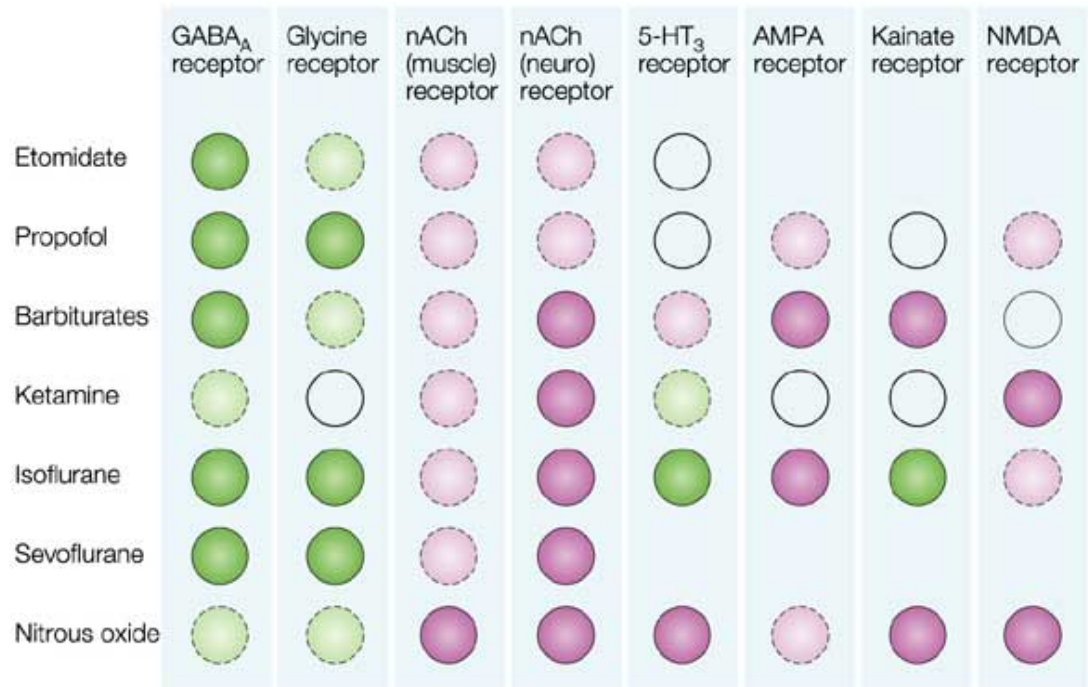 GABAA receptor
Glycine receptor
nACh (muscle) receptor
nACh (neuro) receptor
5-HT3 receptor
AMPA receptor
Kainate receptor
NMDA receptor
Etomidate
Propofol
Barbiturates
Ketamine
Isoflurane
Sevoflurane
Nitrous oxide